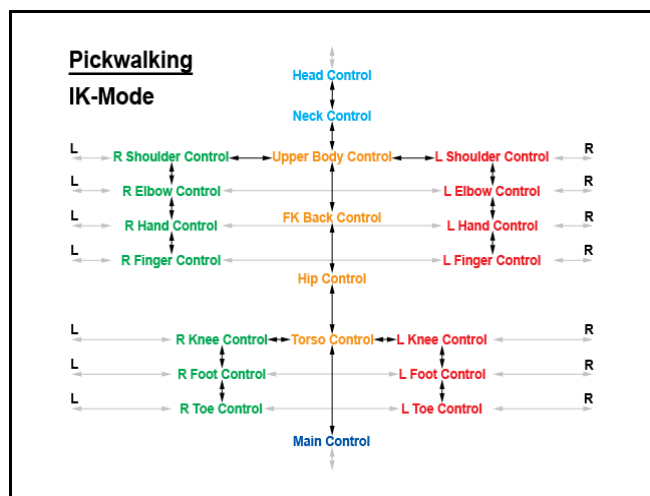 Pickwalking
IK-Mode
Head Control
Neck Control
L R Shoulder Control Upper Body Control L Shoulder Control R
L R Elbow Control L Elbow Control R
L R Hand Control FK Back Control L Hand Control R
L R Finger Control L Finger Control R
Hip Control
L R Knee Control Torso Control L Knee Control R
L R Foot Control L Foot Control R
L R Toe Control L Toe Control R
Main Control